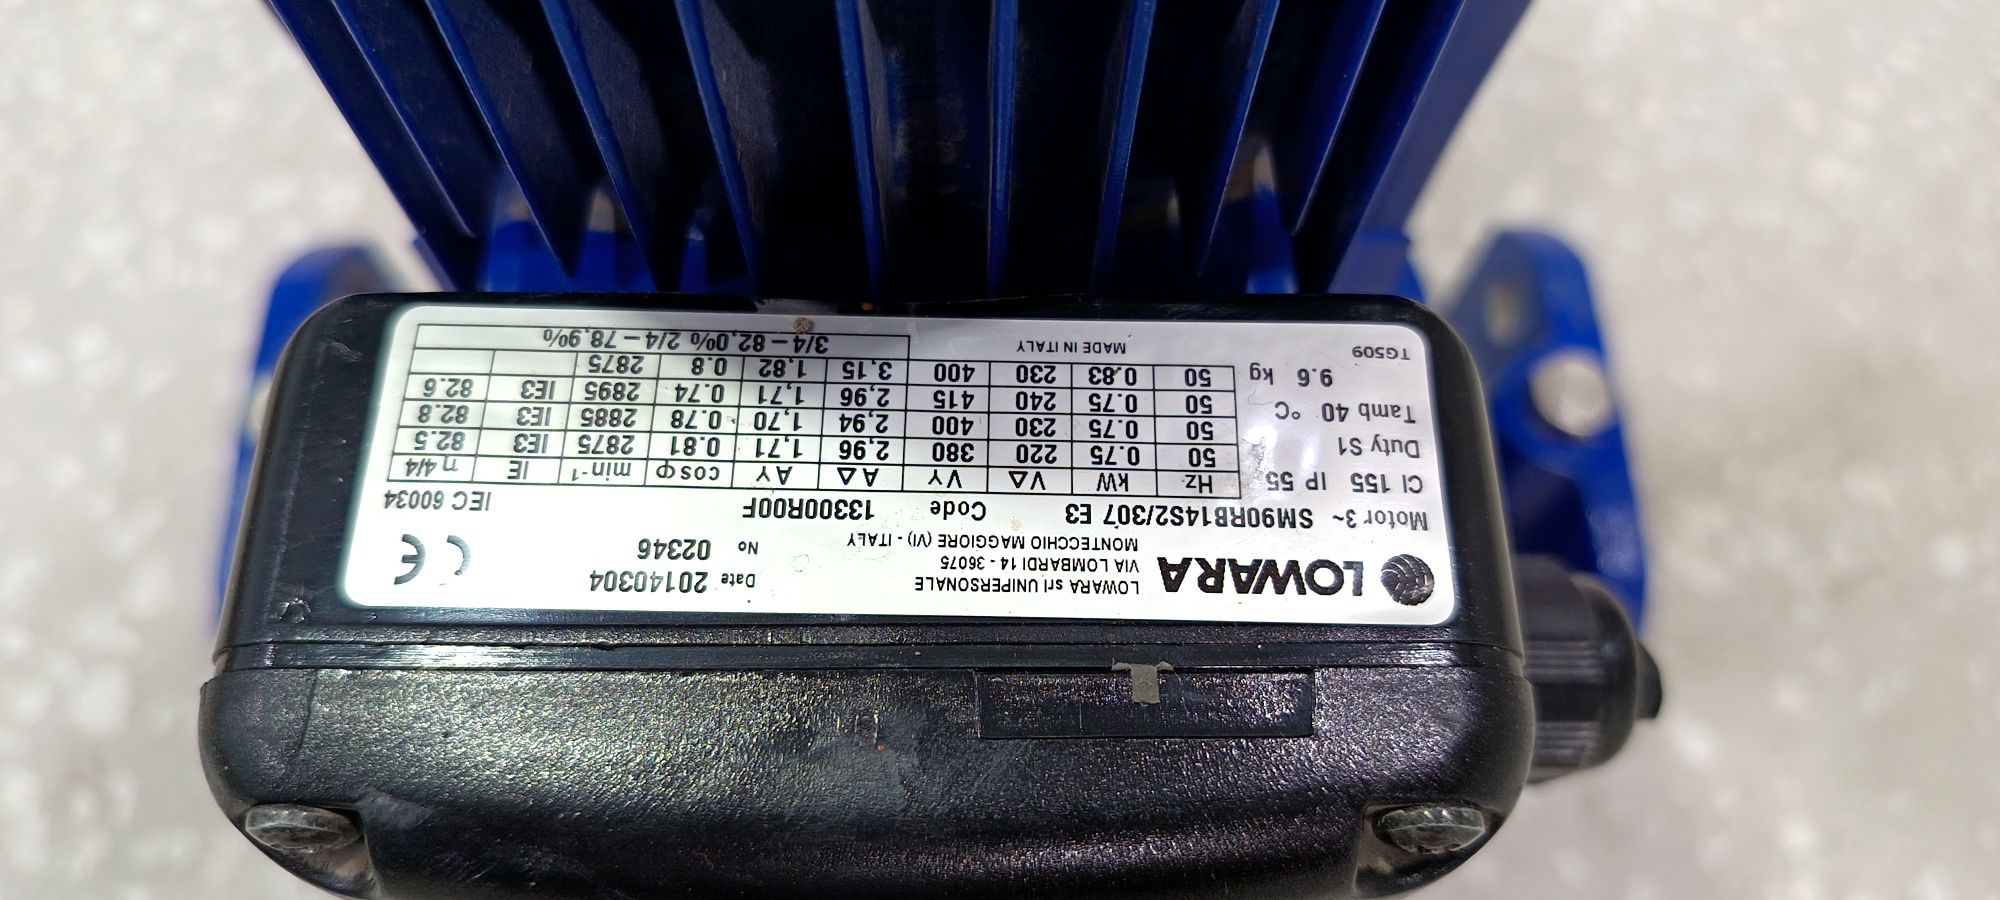 LOWARA
LOWARA srl UNIPERSONALE
VIA LOMBARDI 14 - 36075
MONTECCHIO MAGGIORE (VI) - ITALY
Date 20140304
No 02346
CE
Motor 3~ SM90RB14S2/307 E3 Code 13300R00F IEC 60034
Cl 155 IP 55
Duty S1
Tamb 40 °C
9.6 kg
TG509
Hz kW V△ VY A△ AY cosφ min-¹ IE η 4/4
50 0.75 220 380 2,96 1,71 0.81 2875 IE3 82.5
50 0.75 230 400 2,94 1,70 0.78 2885 IE3 82.8
50 0.75 240 415 2,96 1,71 0.74 2895 IE3 82.6
50 0.83 230 400 3,15 1,82 0.8 2875
MADE IN ITALY
3/4 – 82,0% 2/4 – 78,9%